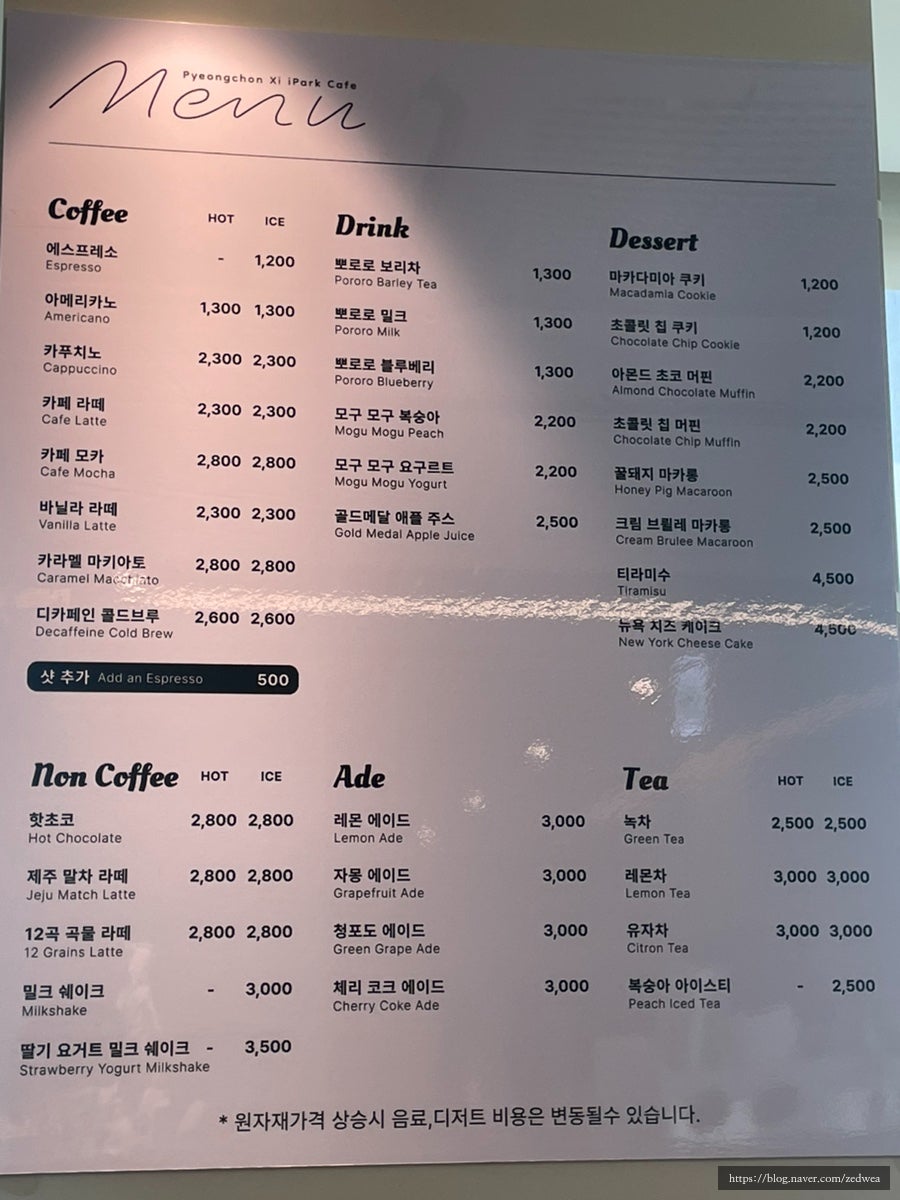 Pyeongchon Xi iPark Cafe
Menu
Coffee HOT ICE
에스프레소 - 1,200
Espresso
아메리카노 1,300 1,300
Americano
카푸치노 2,300 2,300
Cappuccino
카페 라떼 2,300 2,300
Cafe Latte
카페 모카 2,800 2,800
Cafe Mocha
바닐라 라떼 2,300 2,300
Vanilla Latte
카라멜 마키아토 2,800 2,800
Caramel Macchiato
디카페인 콜드브루 2,600 2,600
Decaffeine Cold Brew
샷 추가 Add an Espresso 500
Drink
뽀로로 보리차 1,300
Pororo Barley Tea
뽀로로 밀크 1,300
Pororo Milk
뽀로로 블루베리 1,300
Pororo Blueberry
모구 모구 복숭아 2,200
Mogu Mogu Peach
모구 모구 요구르트 2,200
Mogu Mogu Yogurt
골드메달 애플 주스 2,500
Gold Medal Apple Juice
Dessert
마카다미아 쿠키 1,200
Macadamia Cookie
초콜릿 칩 쿠키 1,200
Chocolate Chip Cookie
아몬드 초코 머핀 2,200
Almond Chocolate Muffin
초콜릿 칩 머핀 2,200
Chocolate Chip Muffin
꿀돼지 마카롱 2,500
Honey Pig Macaroon
크림 브륄레 마카롱 2,500
Cream Brulee Macaroon
티라미수 4,500
Tiramisu
뉴욕 치즈 케이크 4,500
New York Cheese Cake
Non Coffee HOT ICE
핫초코 2,800 2,800
Hot Chocolate
제주 말차 라떼 2,800 2,800
Jeju Match Latte
12곡 곡물 라떼 2,800 2,800
12 Grains Latte
밀크 쉐이크 - 3,000
Milkshake
딸기 요거트 밀크 쉐이크 - 3,500
Strawberry Yogurt Milkshake
Ade
레몬 에이드 3,000
Lemon Ade
자몽 에이드 3,000
Grapefruit Ade
청포도 에이드 3,000
Green Grape Ade
체리 코크 에이드 3,000
Cherry Coke Ade
Tea HOT ICE
녹차 2,500 2,500
Green Tea
레몬차 3,000 3,000
Lemon Tea
유자차 3,000 3,000
Citron Tea
복숭아 아이스티 - 2,500
Peach Iced Tea
* 원자재가격 상승시 음료,디저트 비용은 변동될수 있습니다.
https://blog.naver.com/zedwea